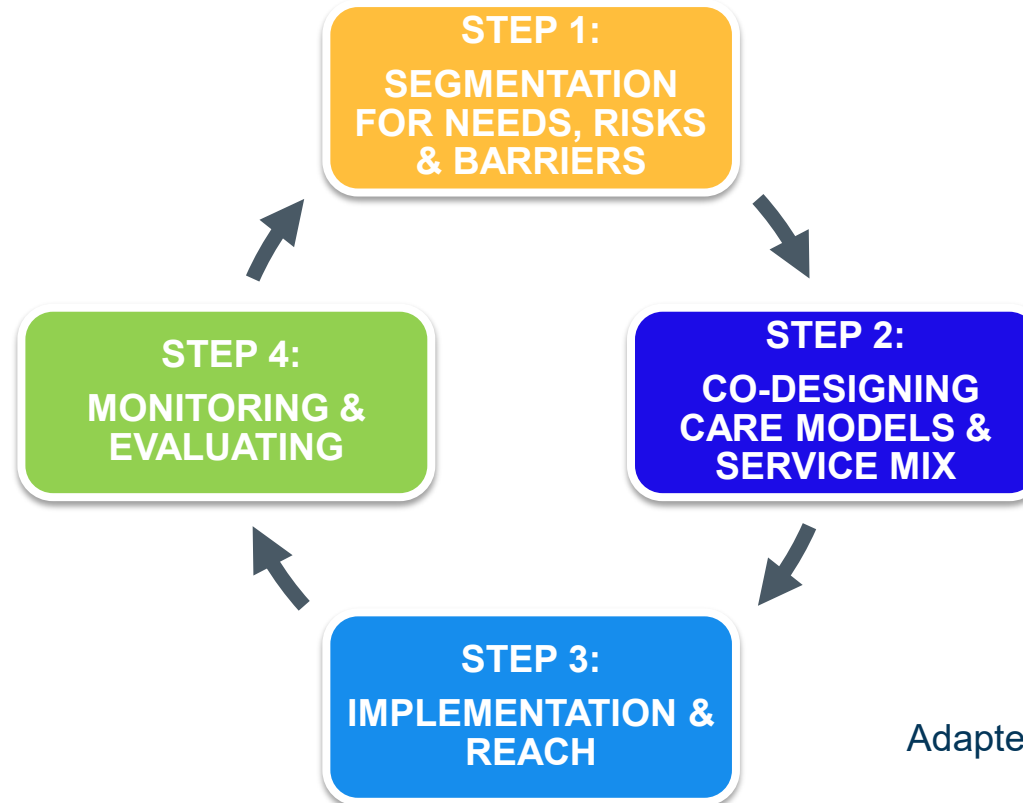 STEP 1:
SEGMENTATION
FOR NEEDS, RISKS
& BARRIERS
STEP 2:
CO-DESIGNING
CARE MODELS &
SERVICE MIX
STEP 3:
IMPLEMENTATION &
REACH
STEP 4:
MONITORING &
EVALUATING
Adapte